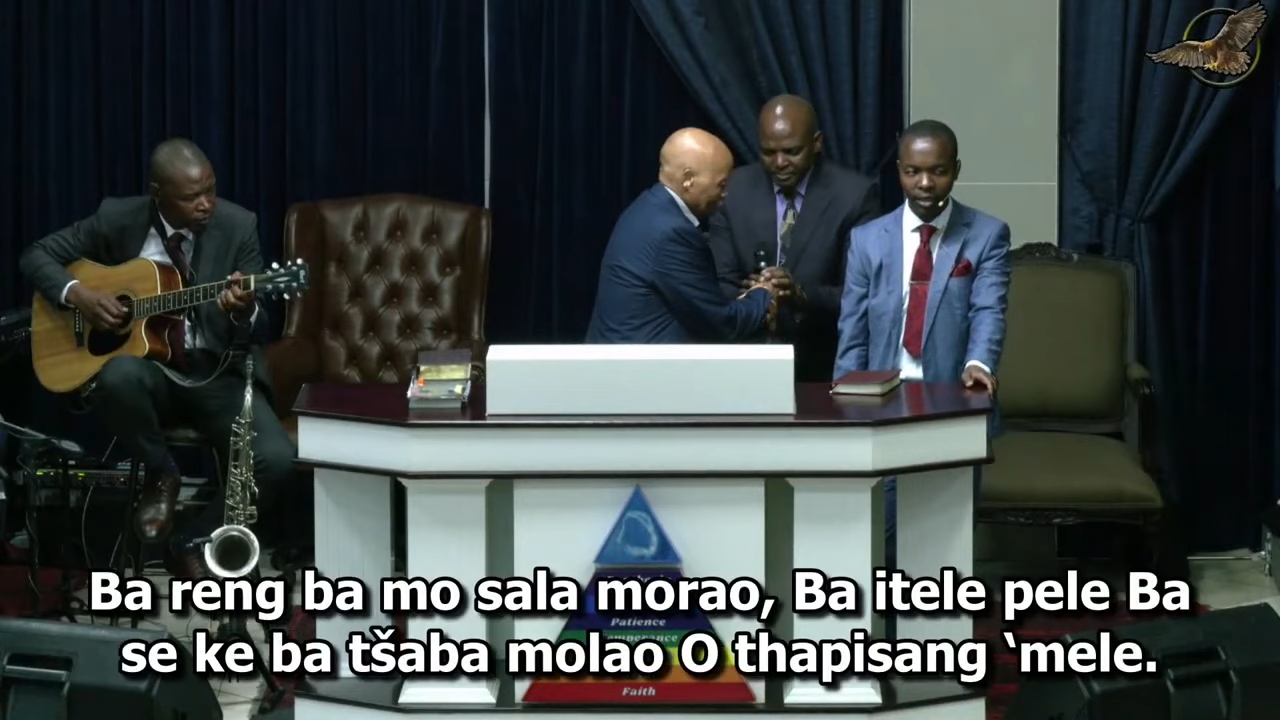 Ba reng ba mo sala morao, Ba itele pele Ba
se ke ba tšaba molao O thapisang ‘mele.
Patience
Temperance
Faith